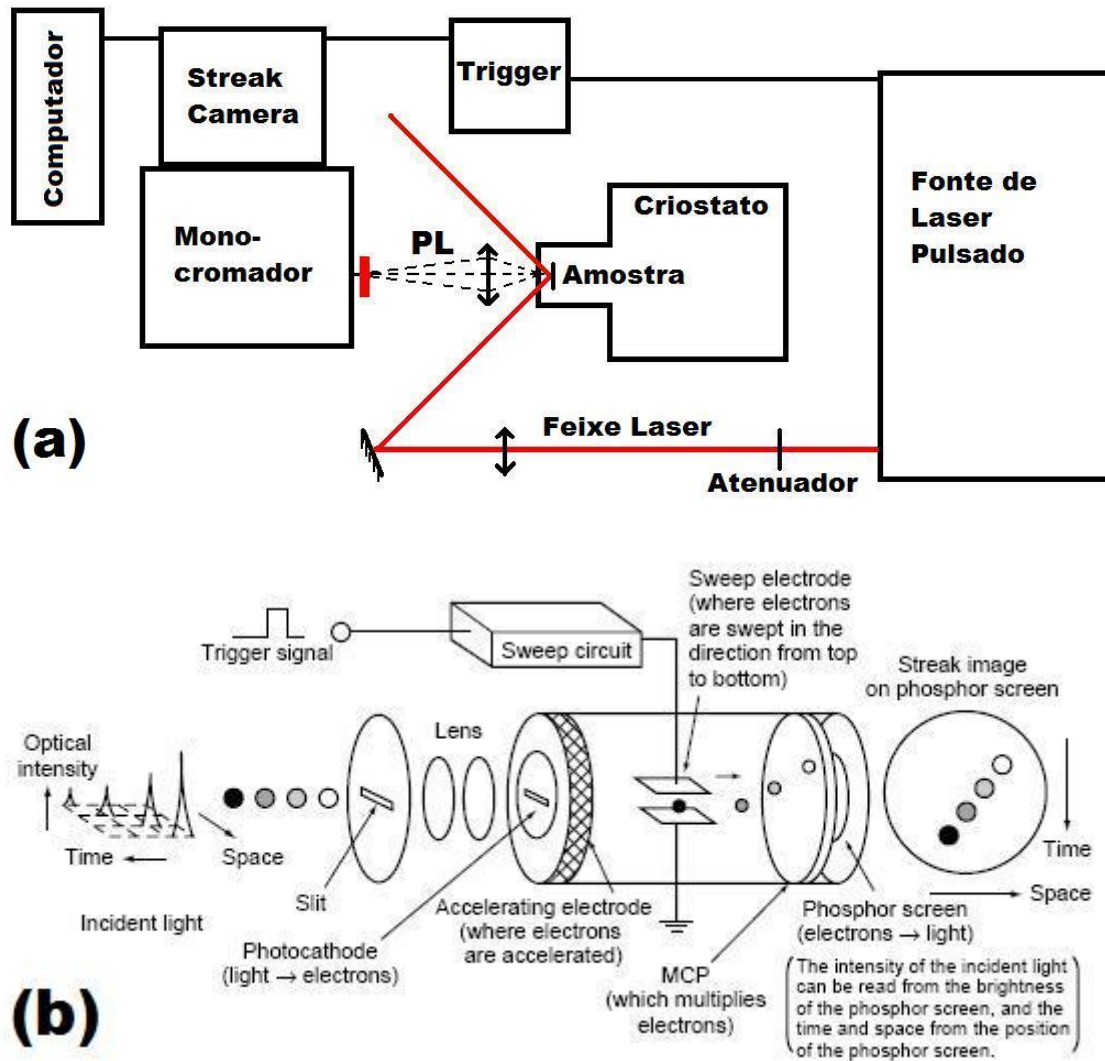 Computador
Streak
Camera
Trigger
Fonte de
Laser
Pulsado
Mono-
cromador
PL
Criostato
Amostra
(a)
Feixe Laser
Atenuador
Sweep electrode
(where electrons
are swept in the
direction from top
to bottom)
Trigger signal
Sweep circuit
Streak image
on phosphor screen
Optical
intensity
Lens
Time
Space
Time
Space
Incident light
Slit
Photocathode
(light → electrons)
Accelerating electrode
(where electrons
are accelerated)
MCP
(which multiplies
electrons)
Phosphor screen
(electrons → light)
(The intensity of the incident light
can be read from the brightness
of the phosphor screen, and the
time and space from the position
of the phosphor screen.)
(b)